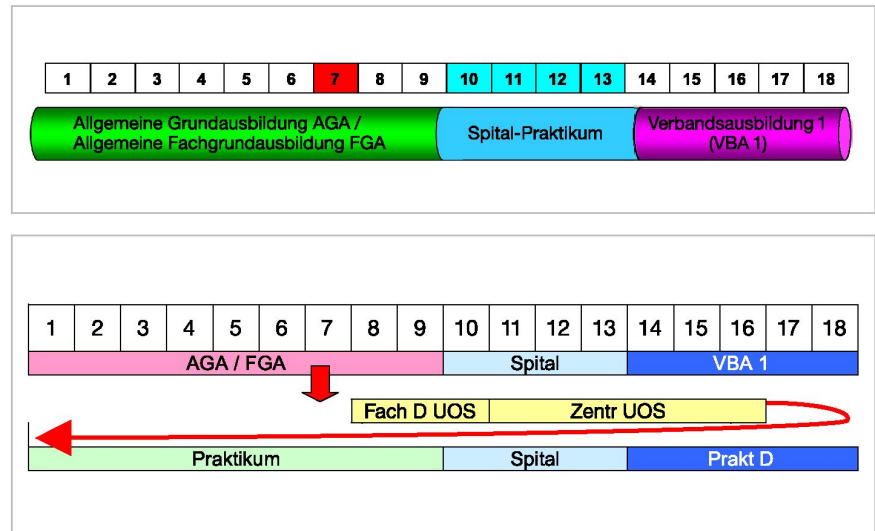 1 2 3 4 5 6 7 8 9 10 11 12 13 14 15 16 17 18
Allgemeine Grundausbildung AGA /
Allgemeine Fachgrundausbildung FGA
Spital-Praktikum
Verbandsausbildung 1
(VBA 1)
1 2 3 4 5 6 7 8 9 10 11 12 13 14 15 16 17 18
AGA / FGA Spital VBA 1
Fach D UOS Zentr UOS
Praktikum Spital Prakt D